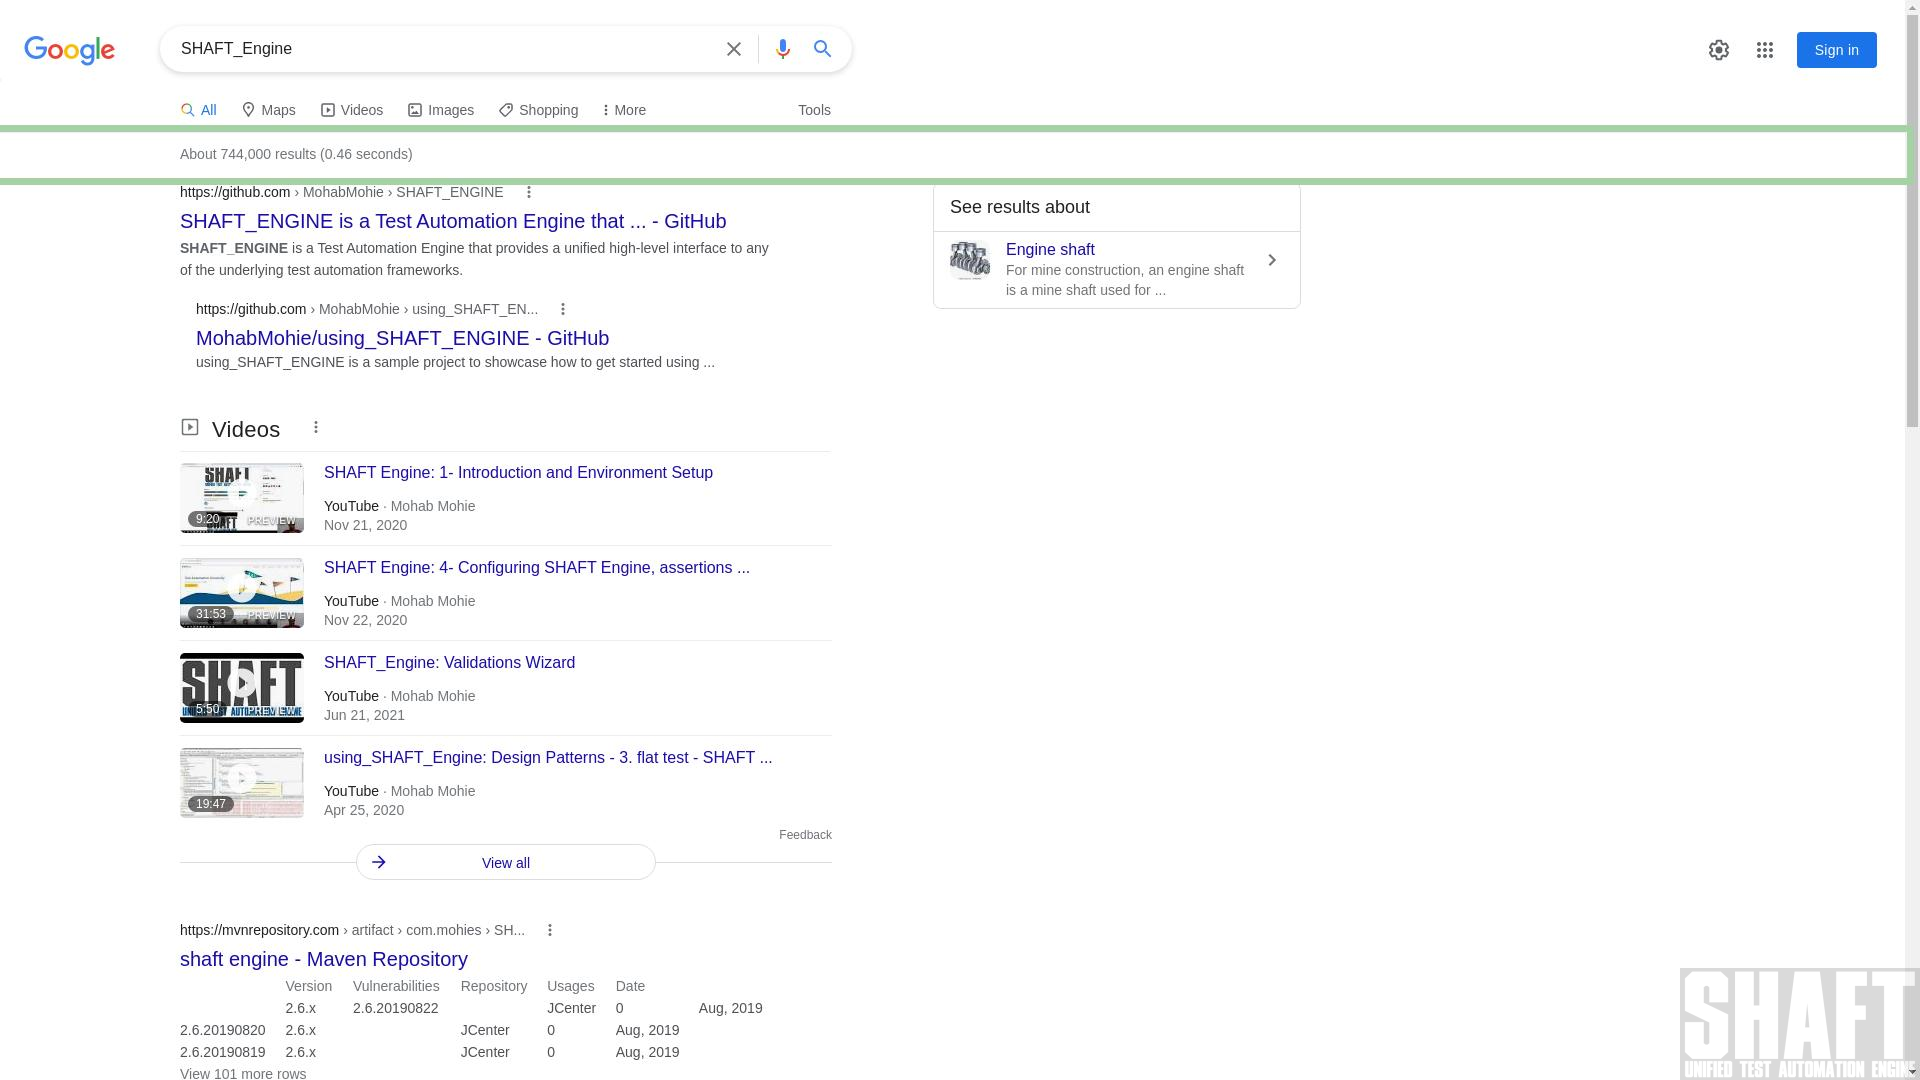 Google
SHAFT_Engine
Sign in
All
Maps
Videos
Images
Shopping
More
Tools
About 744,000 results (0.46 seconds)
https://github.com › MohabMohie › SHAFT_ENGINE
SHAFT_ENGINE is a Test Automation Engine that ... - GitHub
SHAFT_ENGINE is a Test Automation Engine that provides a unified high-level interface to any
of the underlying test automation frameworks.
https://github.com › MohabMohie › using_SHAFT_EN...
MohabMohie/using_SHAFT_ENGINE - GitHub
using_SHAFT_ENGINE is a sample project to showcase how to get started using ...
See results about
Engine shaft
For mine construction, an engine shaft
is a mine shaft used for ...
Videos
SHAFT
9:20
PREVIEW
SHAFT Engine: 1- Introduction and Environment Setup
YouTube · Mohab Mohie
Nov 21, 2020
31:53
PREVIEW
SHAFT Engine: 4- Configuring SHAFT Engine, assertions ...
YouTube · Mohab Mohie
Nov 22, 2020
SHAFT
UNIFIED TEST AUTOMATION ENGINE
5:50
PREVIEW
SHAFT_Engine: Validations Wizard
YouTube · Mohab Mohie
Jun 21, 2021
19:47
using_SHAFT_Engine: Design Patterns - 3. flat test - SHAFT ...
YouTube · Mohab Mohie
Apr 25, 2020
Feedback
View all
https://mvnrepository.com › artifact › com.mohies › SH...
shaft engine - Maven Repository
Version Vulnerabilities Repository Usages Date
2.6.x 2.6.20190822 JCenter 0 Aug, 2019
2.6.20190820 2.6.x JCenter 0 Aug, 2019
2.6.20190819 2.6.x JCenter 0 Aug, 2019
View 101 more rows
SHAFT
UNIFIED TEST AUTOMATION ENGINE